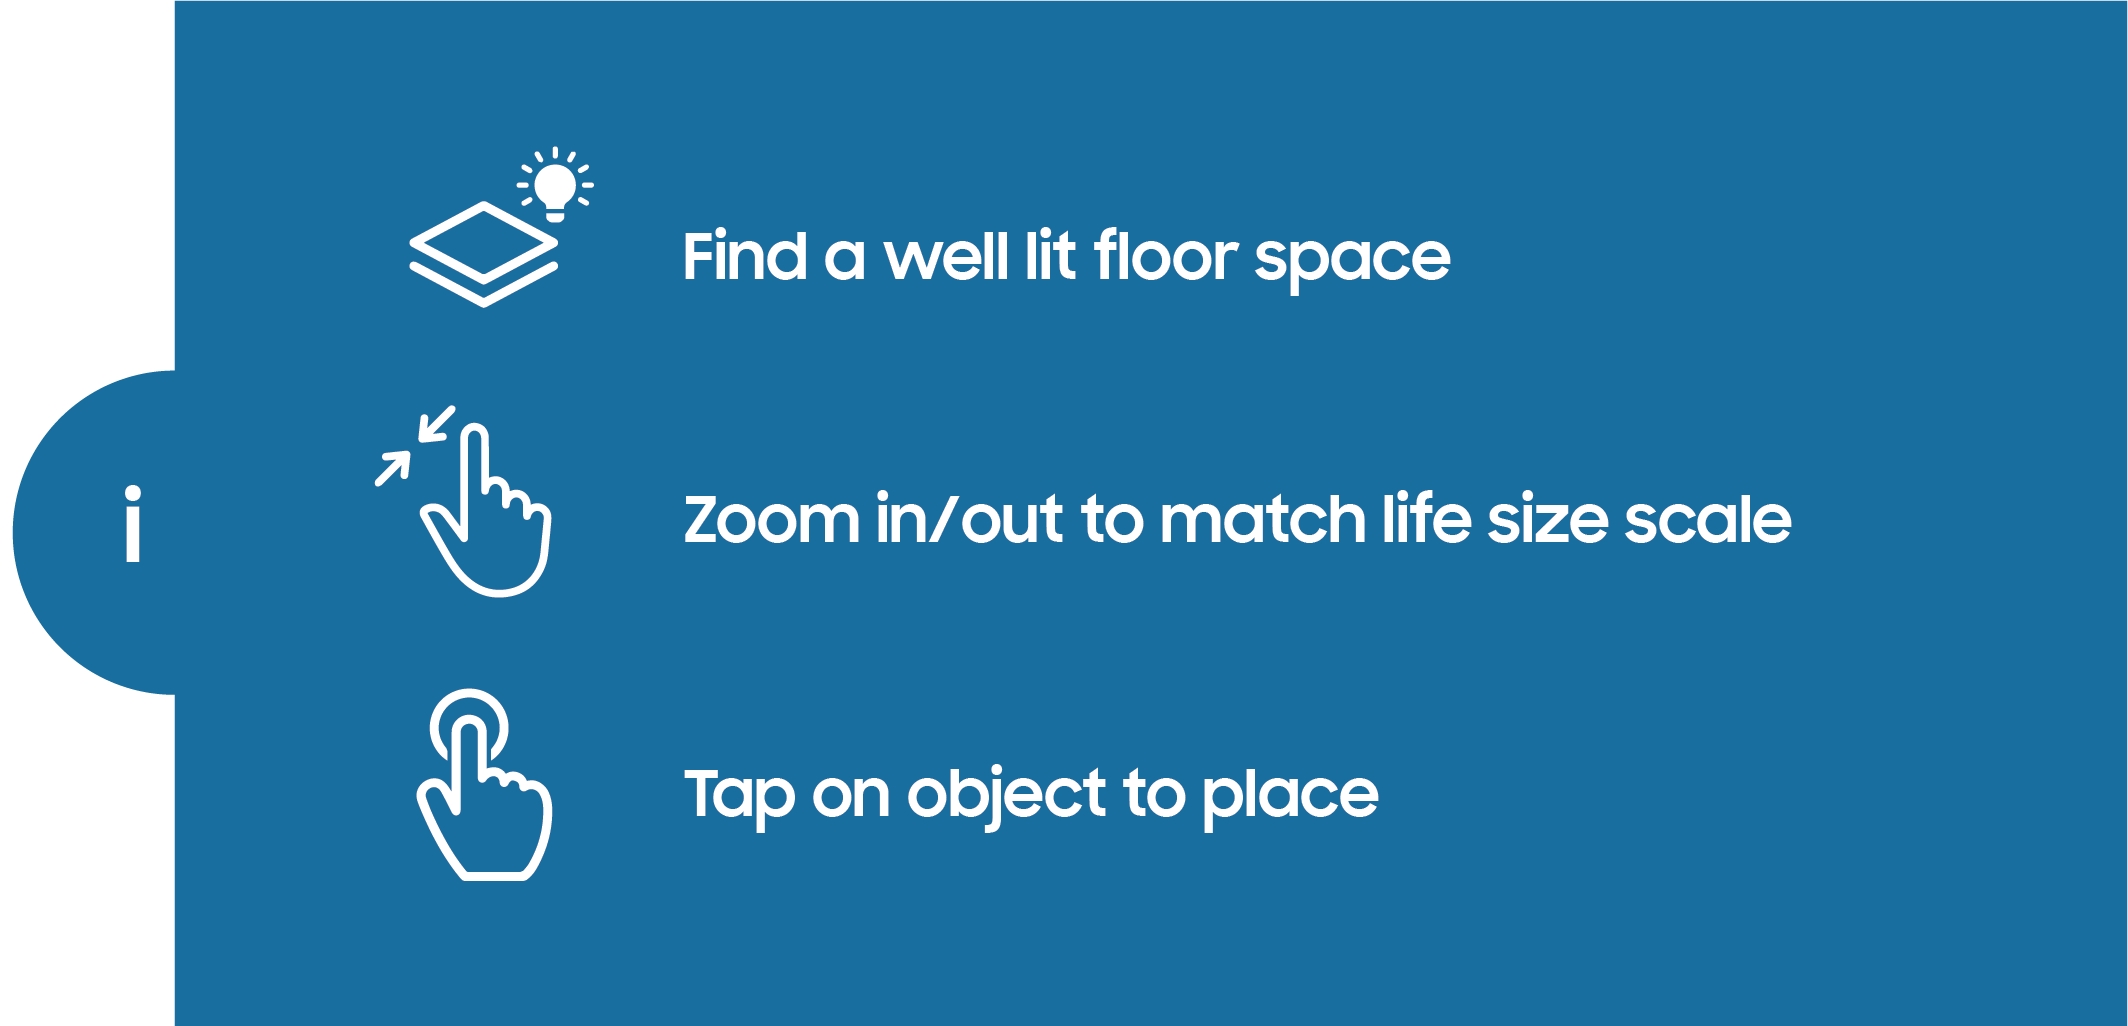 Find a well lit floor space
i
Zoom in/out to match life size scale
Tap on object to place